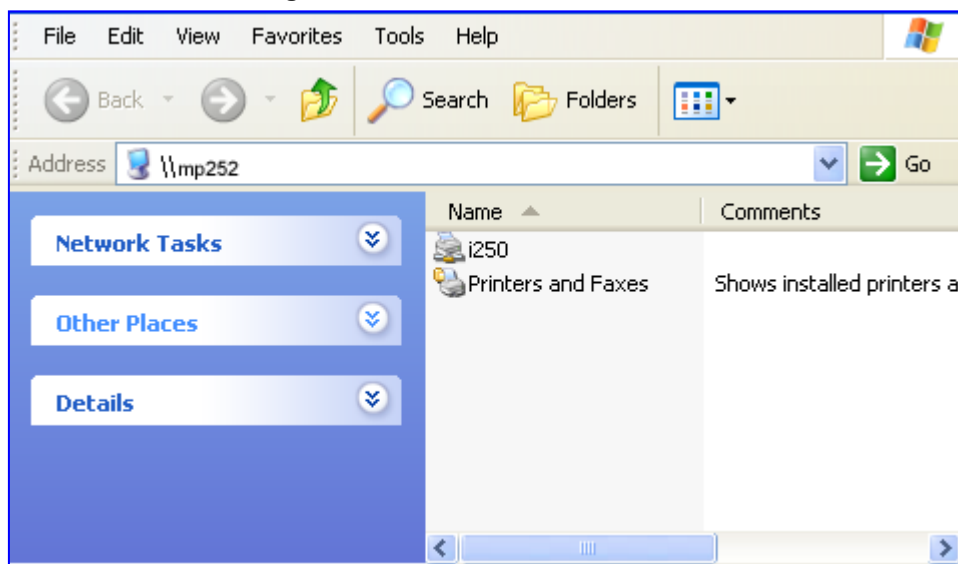 File Edit View Favorites Tools Help
Back Search Folders
Address \\mp252 Go
Name Comments
Network Tasks
i250
Printers and Faxes Shows installed printers a
Other Places
Details